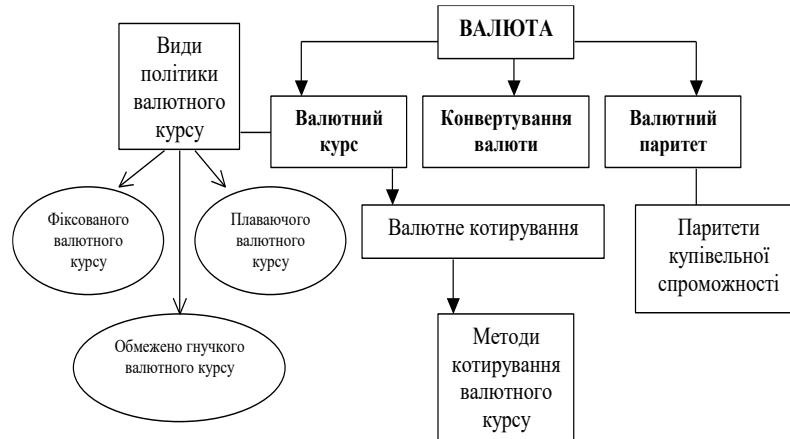 ВАЛЮТА
Види
політики
валютного
курсу
Валютний
курс
Конвертування
валюти
Валютний
паритет
Фіксованого
валютного
курсу
Плаваючого
валютного
курсу
Валютне котирування
Паритети
купівельної
спроможності
Обмежено гнучкого
валютного курсу
Методи
котирування
валютного
курсу